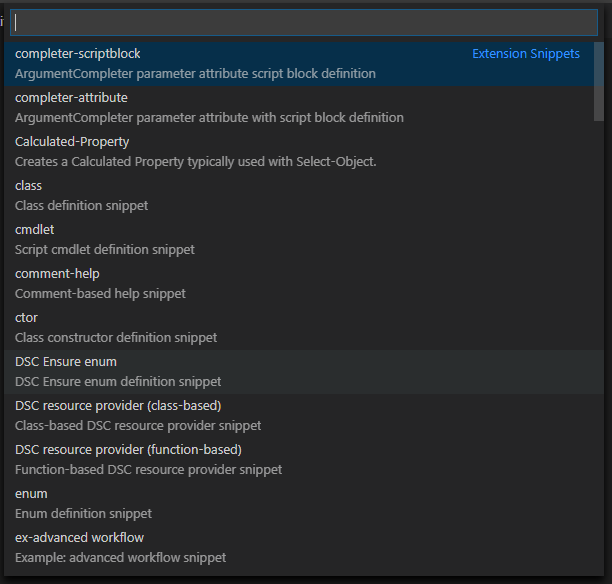 i
completer-scriptblock Extension Snippets
ArgumentCompleter parameter attribute script block definition
completer-attribute
ArgumentCompleter parameter attribute with script block definition
Calculated-Property
Creates a Calculated Property typically used with Select-Object.
class
Class definition snippet
cmdlet
Script cmdlet definition snippet
comment-help
Comment-based help snippet
ctor
Class constructor definition snippet
DSC Ensure enum
DSC Ensure enum definition snippet
DSC resource provider (class-based)
Class-based DSC resource provider snippet
DSC resource provider (function-based)
Function-based DSC resource provider snippet
enum
Enum definition snippet
ex-advanced workflow
Example: advanced workflow snippet